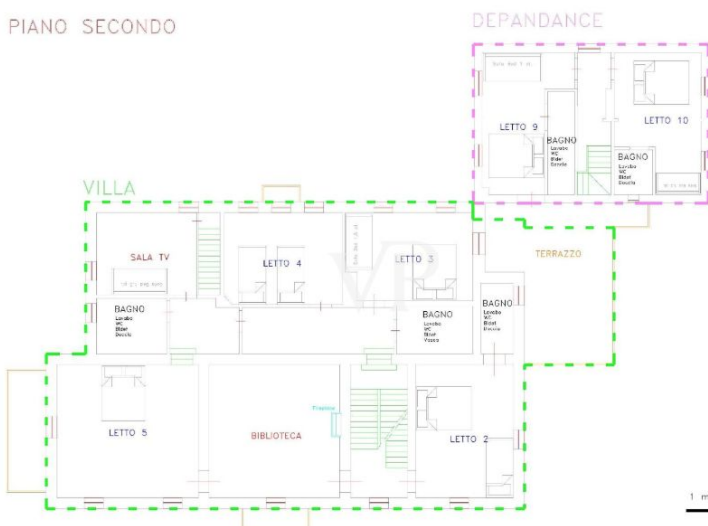 PIANO SECONDO
DEPANDANCE
LETTO 9
LETTO 10
BAGNO
Lavabo
WC
Bidet
Doccia
BAGNO
Lavabo
WC
Bidet
Doccia
VILLA
TERRAZZO
SALA TV
LETTO 4
LETTO 3
VP
BAGNO
Lavabo
WC
Bidet
Doccia
BAGNO
Lavabo
WC
Bidet
Vasca
BAGNO
Lavabo
WC
Bidet
Doccia
LETTO 5
BIBLIOTECA
LETTO 2
1 m